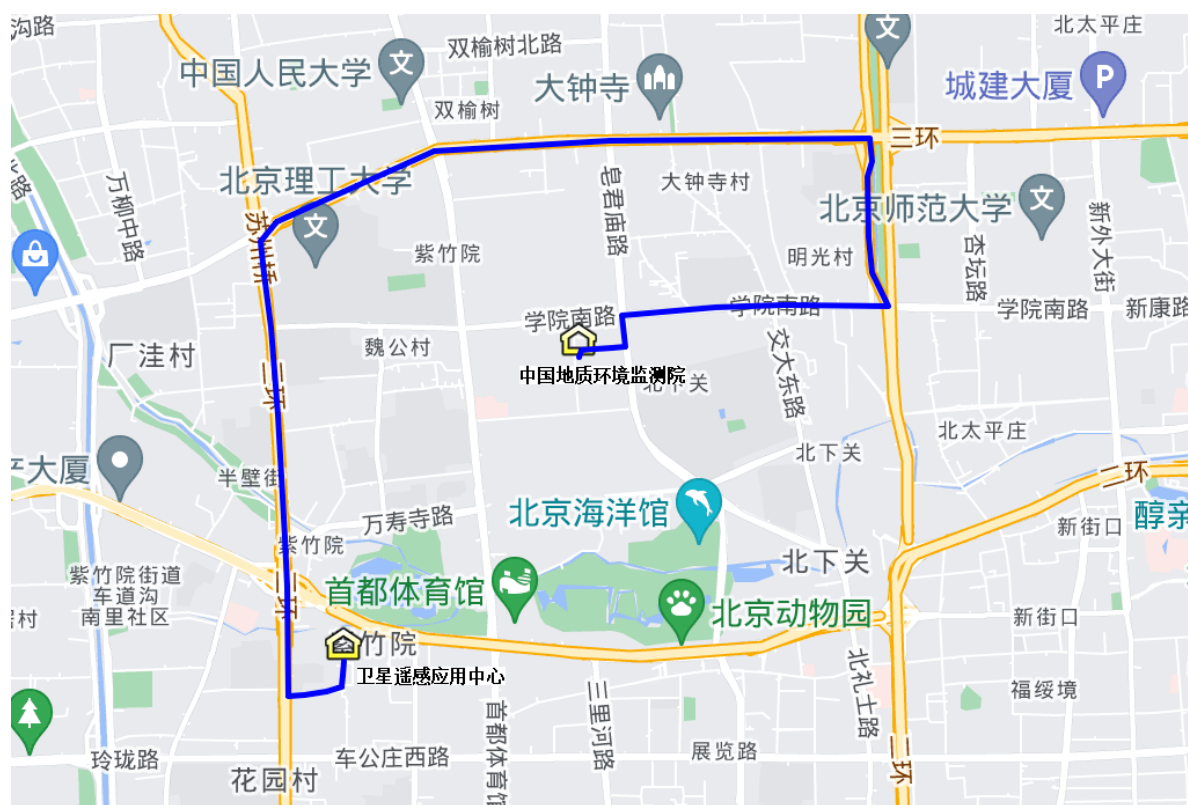 沟路
双榆树北路
北太平庄
中国人民大学
大钟寺
城建大厦
P
双榆树
三环
北路
万柳中路
北京理工大学
皂君庙路
大钟寺村
北京师范大学
新外大街
苏州桥
紫竹院
明光村
杏坛路
学院南路
学院南路
学院南路
新康路
厂洼村
魏公村
交大东路
中国地质环境监测院
北下关
三环
北太平庄
产大厦
半壁街
北下关
二环
万寿寺路
北京海洋馆
新街口
醇亲
紫竹院
北下关
紫竹院街道
车道沟
南里社区
三环
首都体育馆
北京动物园
新街口
村
竹院
卫星遥感应用中心
北礼士路
福绥境
三里河路
首都体育馆
玲珑路
车公庄西路
展览路
二环
花园村